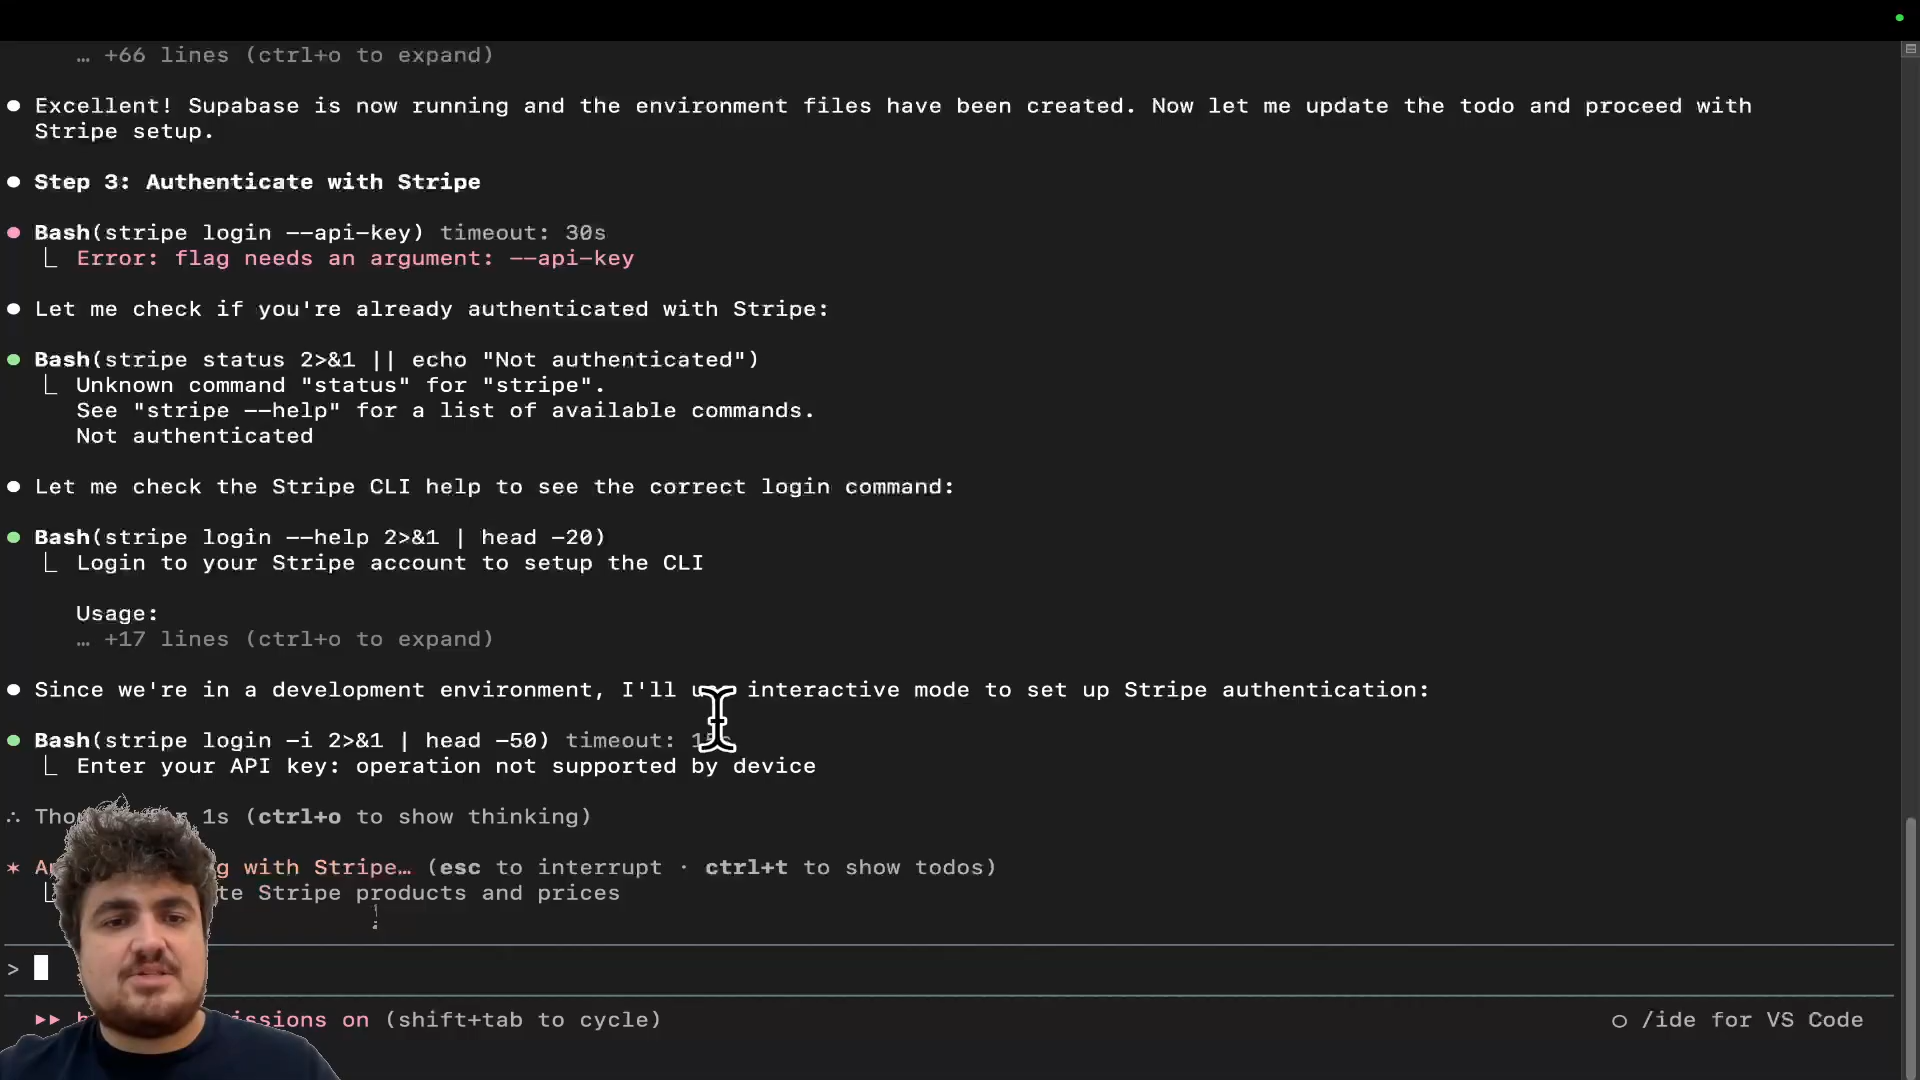 … +66 lines (ctrl+o to expand)
● Excellent! Supabase is now running and the environment files have been created. Now let me update the todo and proceed with
Stripe setup.
● Step 3: Authenticate with Stripe
● Bash(stripe login --api-key) timeout: 30s
⎿ Error: flag needs an argument: --api-key
● Let me check if you're already authenticated with Stripe:
● Bash(stripe status 2>&1 || echo "Not authenticated")
⎿ Unknown command "status" for "stripe".
See "stripe --help" for a list of available commands.
Not authenticated
● Let me check the Stripe CLI help to see the correct login command:
● Bash(stripe login --help 2>&1 | head -20)
⎿ Login to your Stripe account to setup the CLI
Usage:
… +17 lines (ctrl+o to expand)
● Since we're in a development environment, I'll interactive mode to set up Stripe authentication:
● Bash(stripe login -i 2>&1 | head -50) timeout:
⎿ Enter your API key: operation not supported by device
∴ 1s (ctrl+o to show thinking)
✶ with Stripe… (esc to interrupt · ctrl+t to show todos)
Stripe products and prices
>
▸▸ on (shift+tab to cycle)
○ /ide for VS Code